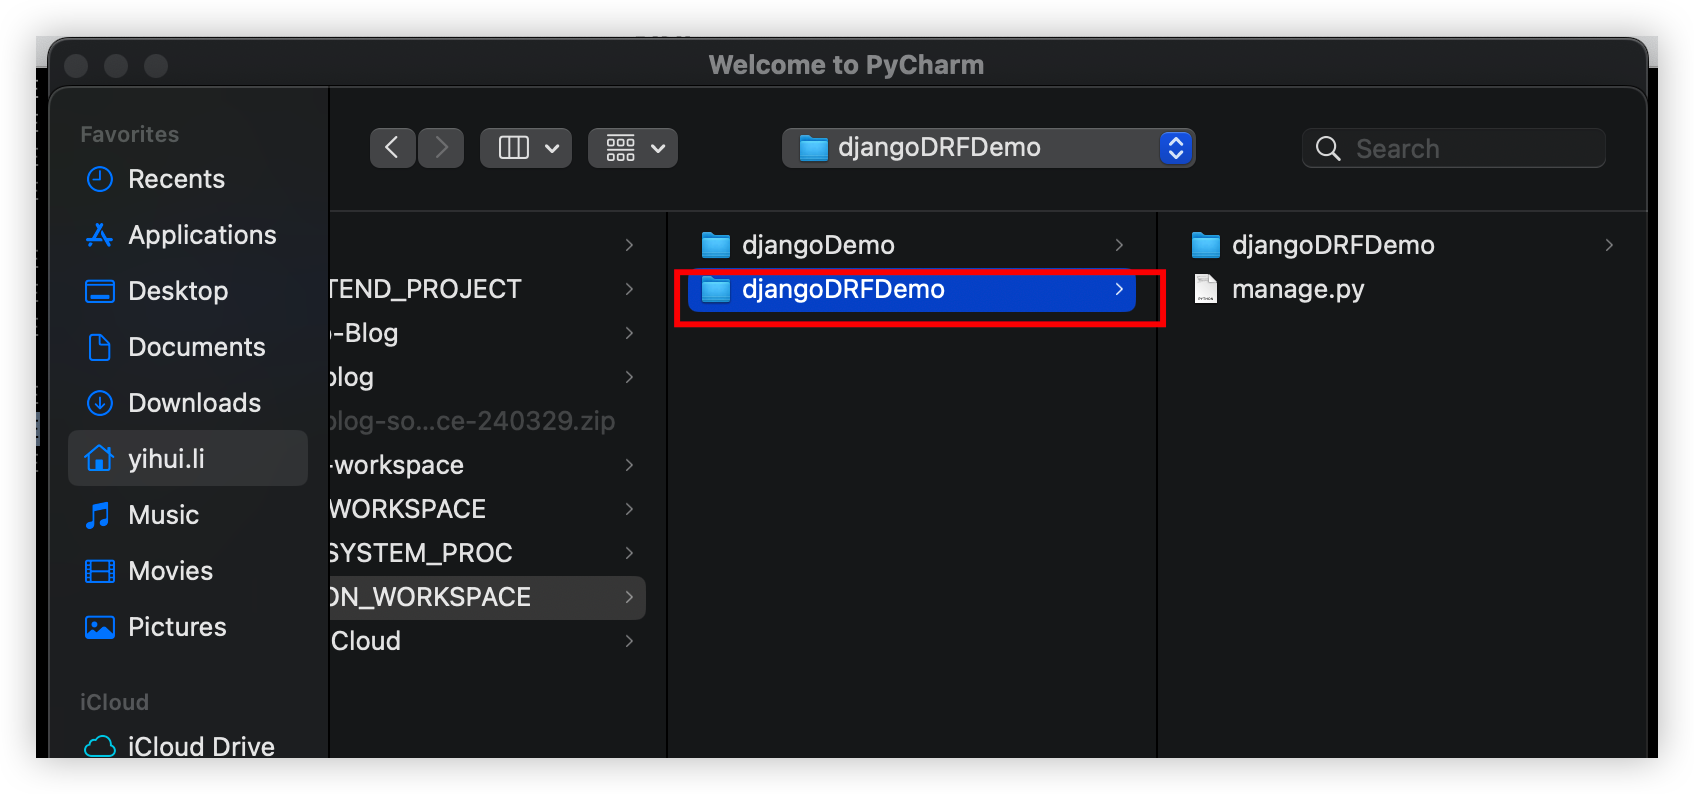 Welcome to PyCharm
Favorites
Recents
Applications
Desktop
Documents
Downloads
yihui.li
Music
Movies
Pictures
iCloud
iCloud Drive
djangoDRFDemo
Search
TEND_PROJECT
-Blog
blog
blog-so...ce-240329.zip
-workspace
WORKSPACE
SYSTEM_PROC
ON_WORKSPACE
Cloud
djangoDemo
djangoDRFDemo
djangoDRFDemo
manage.py